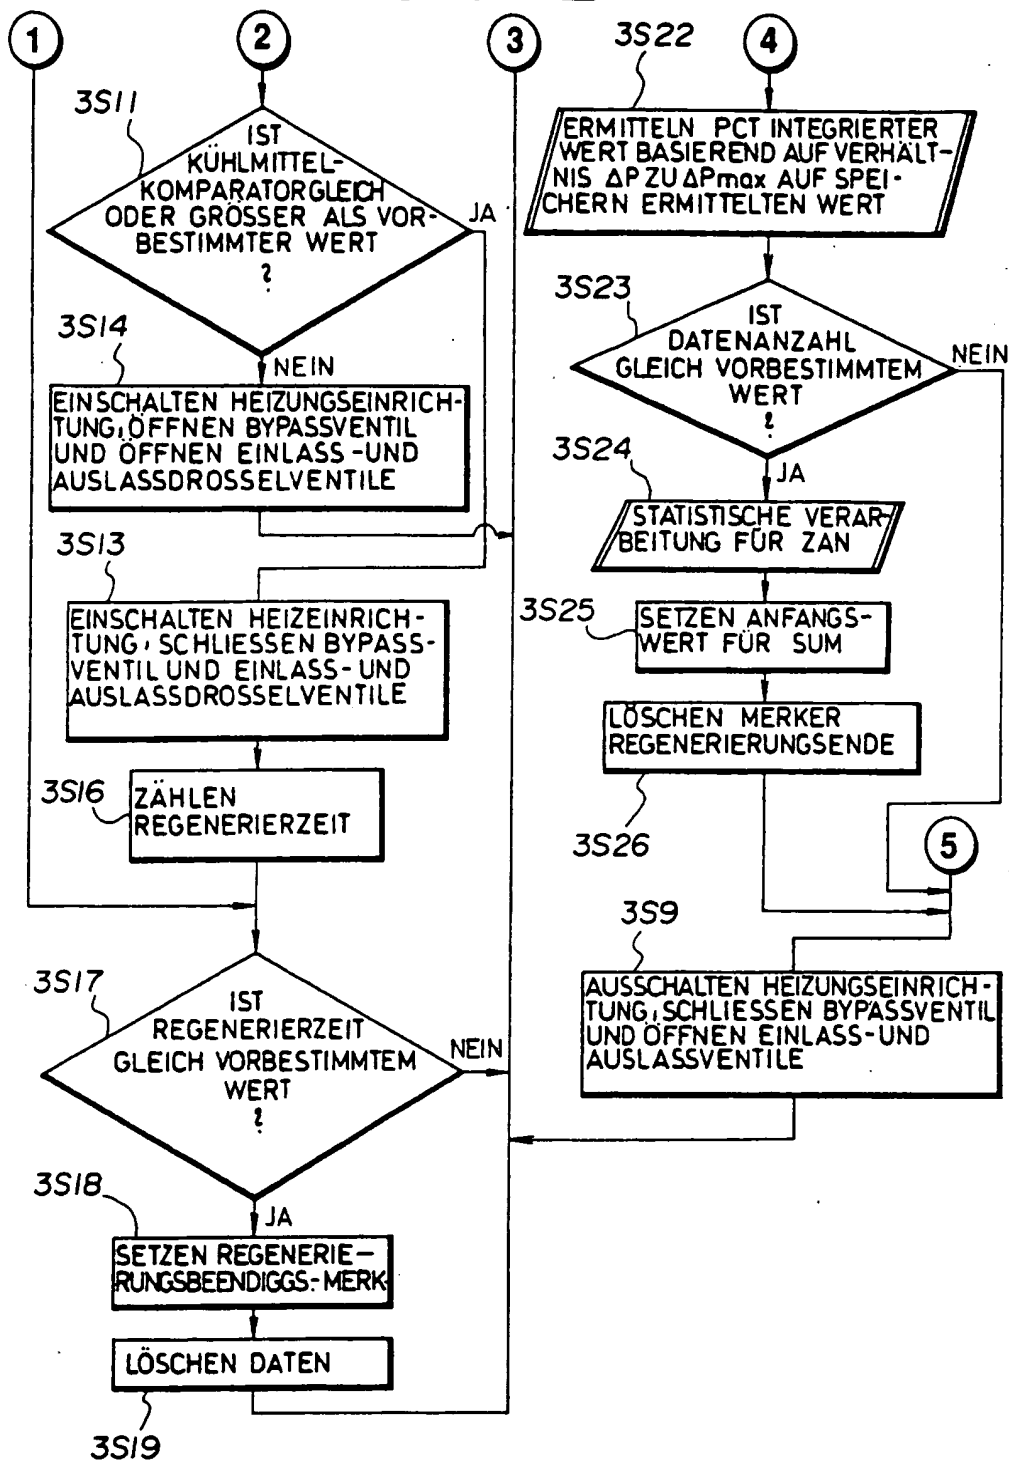 1
2
3
3S11
IST
KÜHLMITTEL-
KOMPARATORGLEICH
ODER GRÖSSER ALS VOR-
BESTIMMTER WERT
?
JA
NEIN
3S14
EINSCHALTEN HEIZUNGSEINRICH-
TUNG, ÖFFNEN BYPASSVENTIL
UND ÖFFNEN EINLASS-UND
AUSLASSDROSSELVENTILE
3S13
EINSCHALTEN HEIZEINRICH-
TUNG, SCHLIESSEN BYPASS-
VENTIL UND EINLASS-UND
AUSLASSDROSSELVENTILE
3S16
ZÄHLEN
REGENERIERZEIT
3S17
IST
REGENERIERZEIT
GLEICH VORBESTIMMTEM
WERT
?
NEIN
JA
3S18
SETZEN REGENERIE-
RUNGSBEENDIGGS.-MERK
LÖSCHEN DATEN
3S19
4
3S22
ERMITTELN PCT INTEGRIERTER
WERT BASIEREND AUF VERHÄLT-
NIS ΔP ZU ΔPmax AUF SPEI-
CHERN ERMITTELTEN WERT
3S23
IST
DATENANZAHL
GLEICH VORBESTIMMTEM
WERT
?
NEIN
JA
3S24
STATISTISCHE VERAR-
BEITUNG FÜR ZAN
3S25
SETZEN ANFANGS-
WERT FÜR SUM
LÖSCHEN MERKER
REGENERIERUNGSENDE
3S26
5
3S9
AUSSCHALTEN HEIZUNGSEINRICH-
TUNG, SCHLIESSEN BYPASSVENTIL
UND ÖFFNEN EINLASS-UND
AUSLASSVENTILE